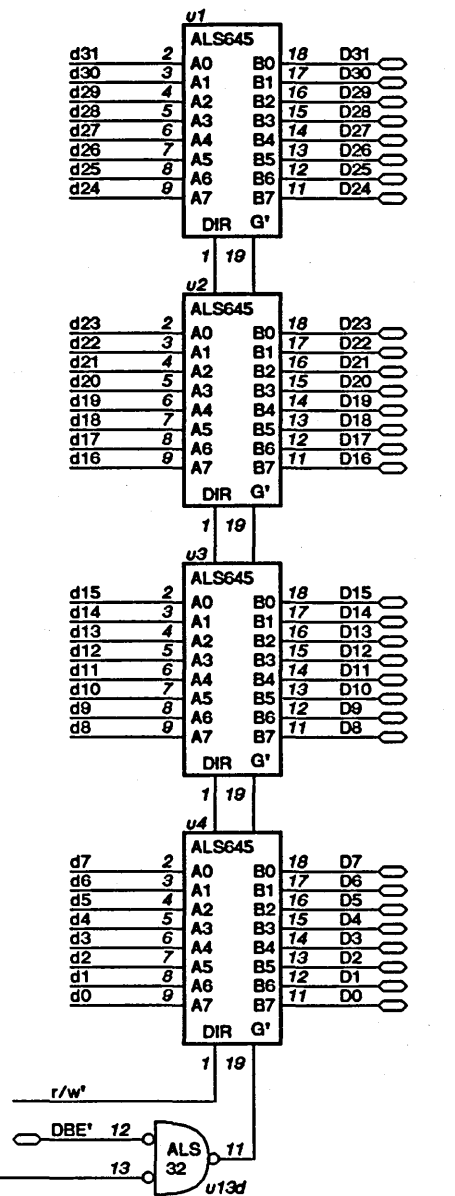 u1
ALS645
d31 2 A0 B0 18 D31
d30 3 A1 B1 17 D30
d29 4 A2 B2 16 D29
d28 5 A3 B3 15 D28
d27 6 A4 B4 14 D27
d26 7 A5 B5 13 D26
d25 8 A6 B6 12 D25
d24 9 A7 B7 11 D24
DIR G'
1 19
u2
ALS645
d23 2 A0 B0 18 D23
d22 3 A1 B1 17 D22
d21 4 A2 B2 16 D21
d20 5 A3 B3 15 D20
d19 6 A4 B4 14 D19
d18 7 A5 B5 13 D18
d17 8 A6 B6 12 D17
d16 9 A7 B7 11 D16
DIR G'
1 19
u3
ALS645
d15 2 A0 B0 18 D15
d14 3 A1 B1 17 D14
d13 4 A2 B2 16 D13
d12 5 A3 B3 15 D12
d11 6 A4 B4 14 D11
d10 7 A5 B5 13 D10
d9 8 A6 B6 12 D9
d8 9 A7 B7 11 D8
DIR G'
1 19
u4
ALS645
d7 2 A0 B0 18 D7
d6 3 A1 B1 17 D6
d5 4 A2 B2 16 D5
d4 5 A3 B3 15 D4
d3 6 A4 B4 14 D3
d2 7 A5 B5 13 D2
d1 8 A6 B6 12 D1
d0 9 A7 B7 11 D0
DIR G'
1 19
r/w'
DBE' 12 ALS 11
13 32
u13d